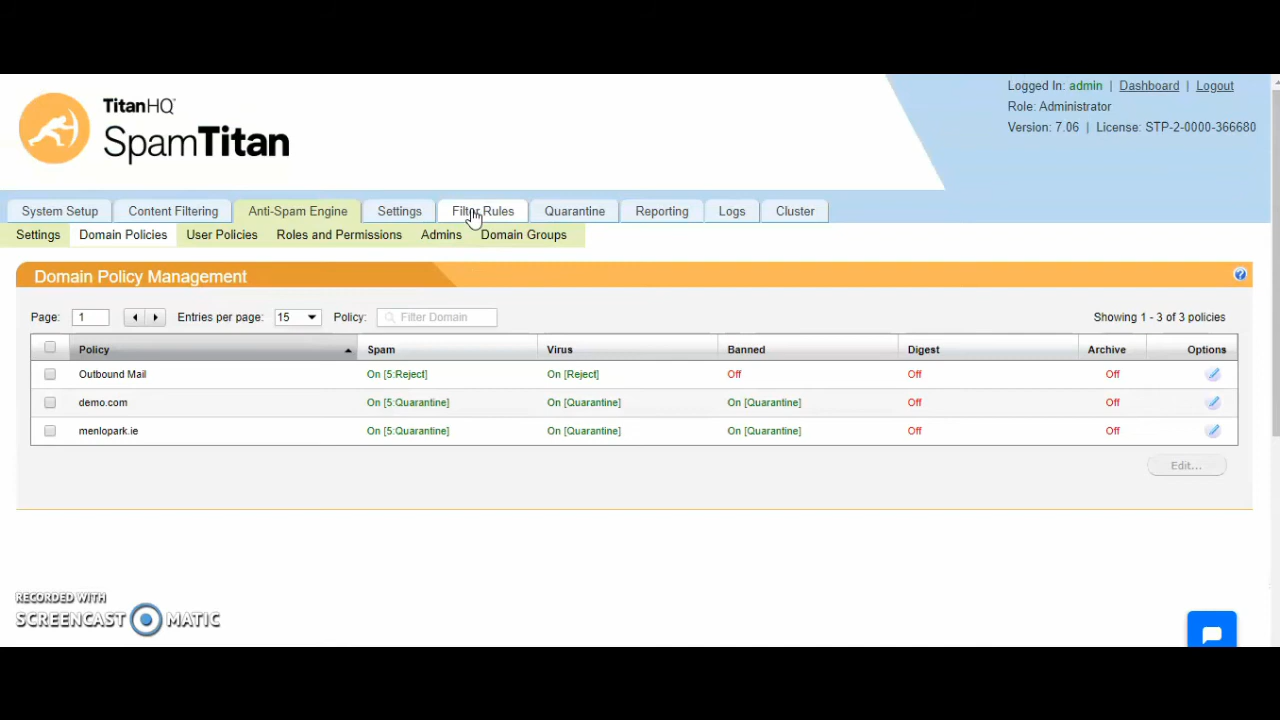 TitanHQ
SpamTitan
Logged In: admin | Dashboard | Logout
Role: Administrator
Version: 7.06 | License: STP-2-0000-366680
System Setup Content Filtering Anti-Spam Engine Settings Filter Rules Quarantine Reporting Logs Cluster
Settings Domain Policies User Policies Roles and Permissions Admins Domain Groups
Domain Policy Management
Page: 1 Entries per page: 15 Policy: Filter Domain Showing 1 - 3 of 3 policies
Policy Spam Virus Banned Digest Archive Options
Outbound Mail On [5:Reject] On [Reject] Off Off Off
demo.com On [5:Quarantine] On [Quarantine] On [Quarantine] Off Off
menlopark.ie On [5:Quarantine] On [Quarantine] On [Quarantine] Off Off
Edit...
RECORDED WITH
SCREENCAST MATIC